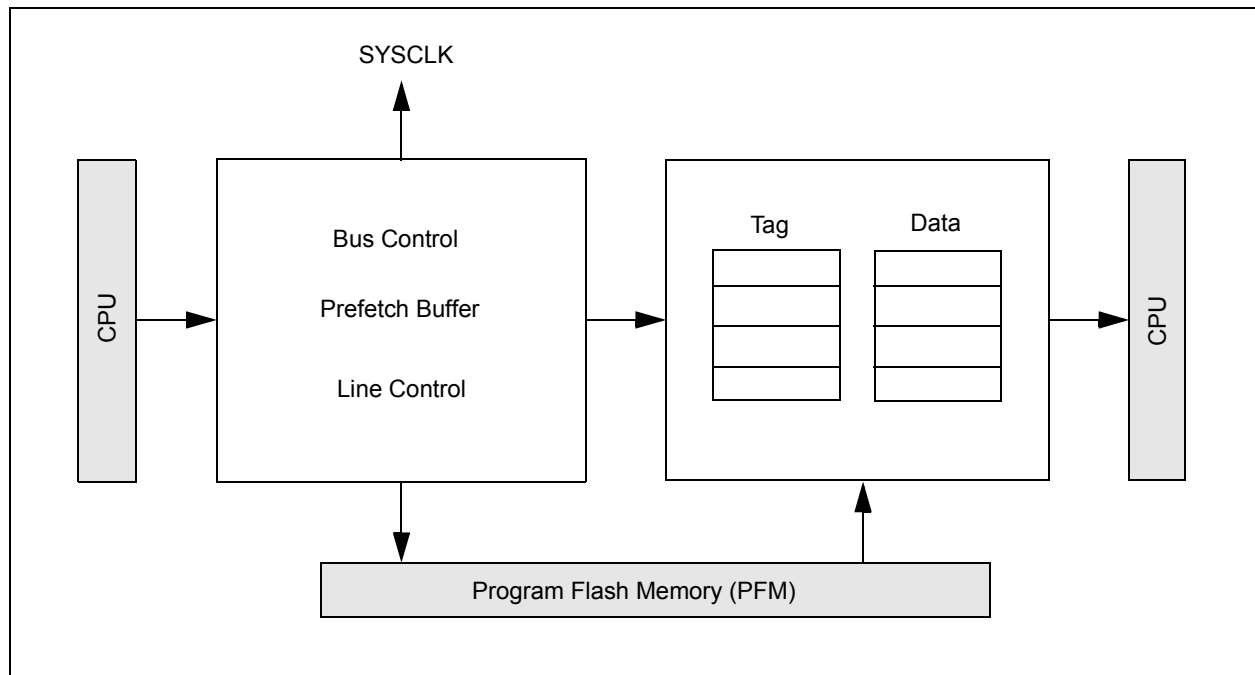 SYSCLK
CPU
Bus Control
Prefetch Buffer
Line Control
Tag
Data
CPU
Program Flash Memory (PFM)